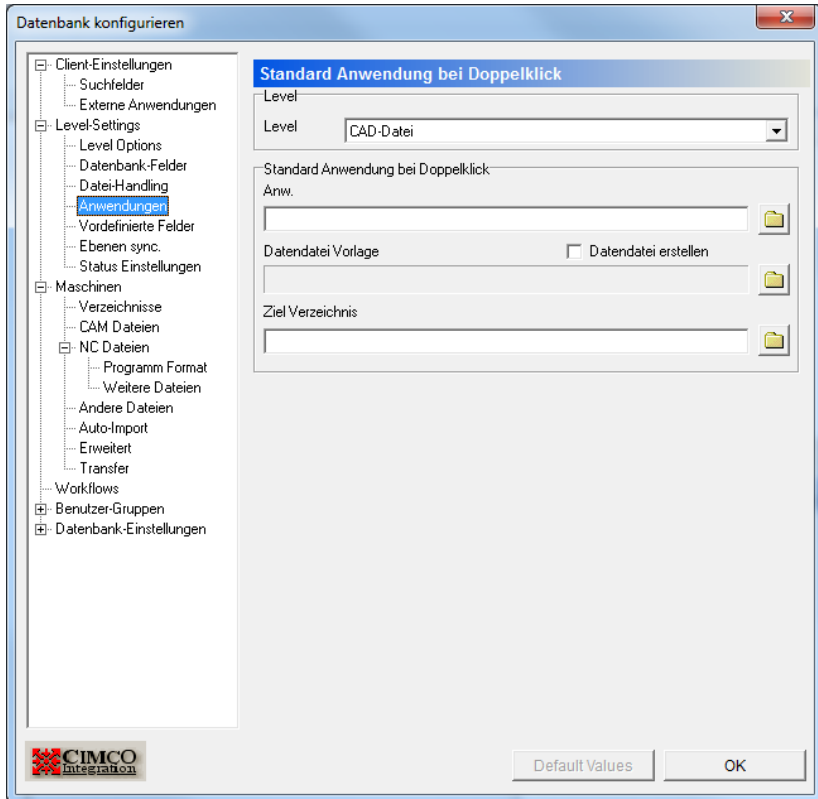 Datenbank konfigurieren
Client-Einstellungen
Suchfelder
Externe Anwendungen
Level-Settings
Level Options
Datenbank-Felder
Datei-Handling
Anwendungen
Vordefinierte Felder
Ebenen sync.
Status Einstellungen
Maschinen
Verzeichnisse
CAM Dateien
NC Dateien
Programm Format
Weitere Dateien
Andere Dateien
Auto-Import
Erweitert
Transfer
Workflows
Benutzer-Gruppen
Datenbank-Einstellungen
Standard Anwendung bei Doppelklick
Level
Level CAD-Datei
Standard Anwendung bei Doppelklick
Anw.
Datendatei Vorlage Datendatei erstellen
Ziel Verzeichnis
CIMCO
Integration
Default Values OK